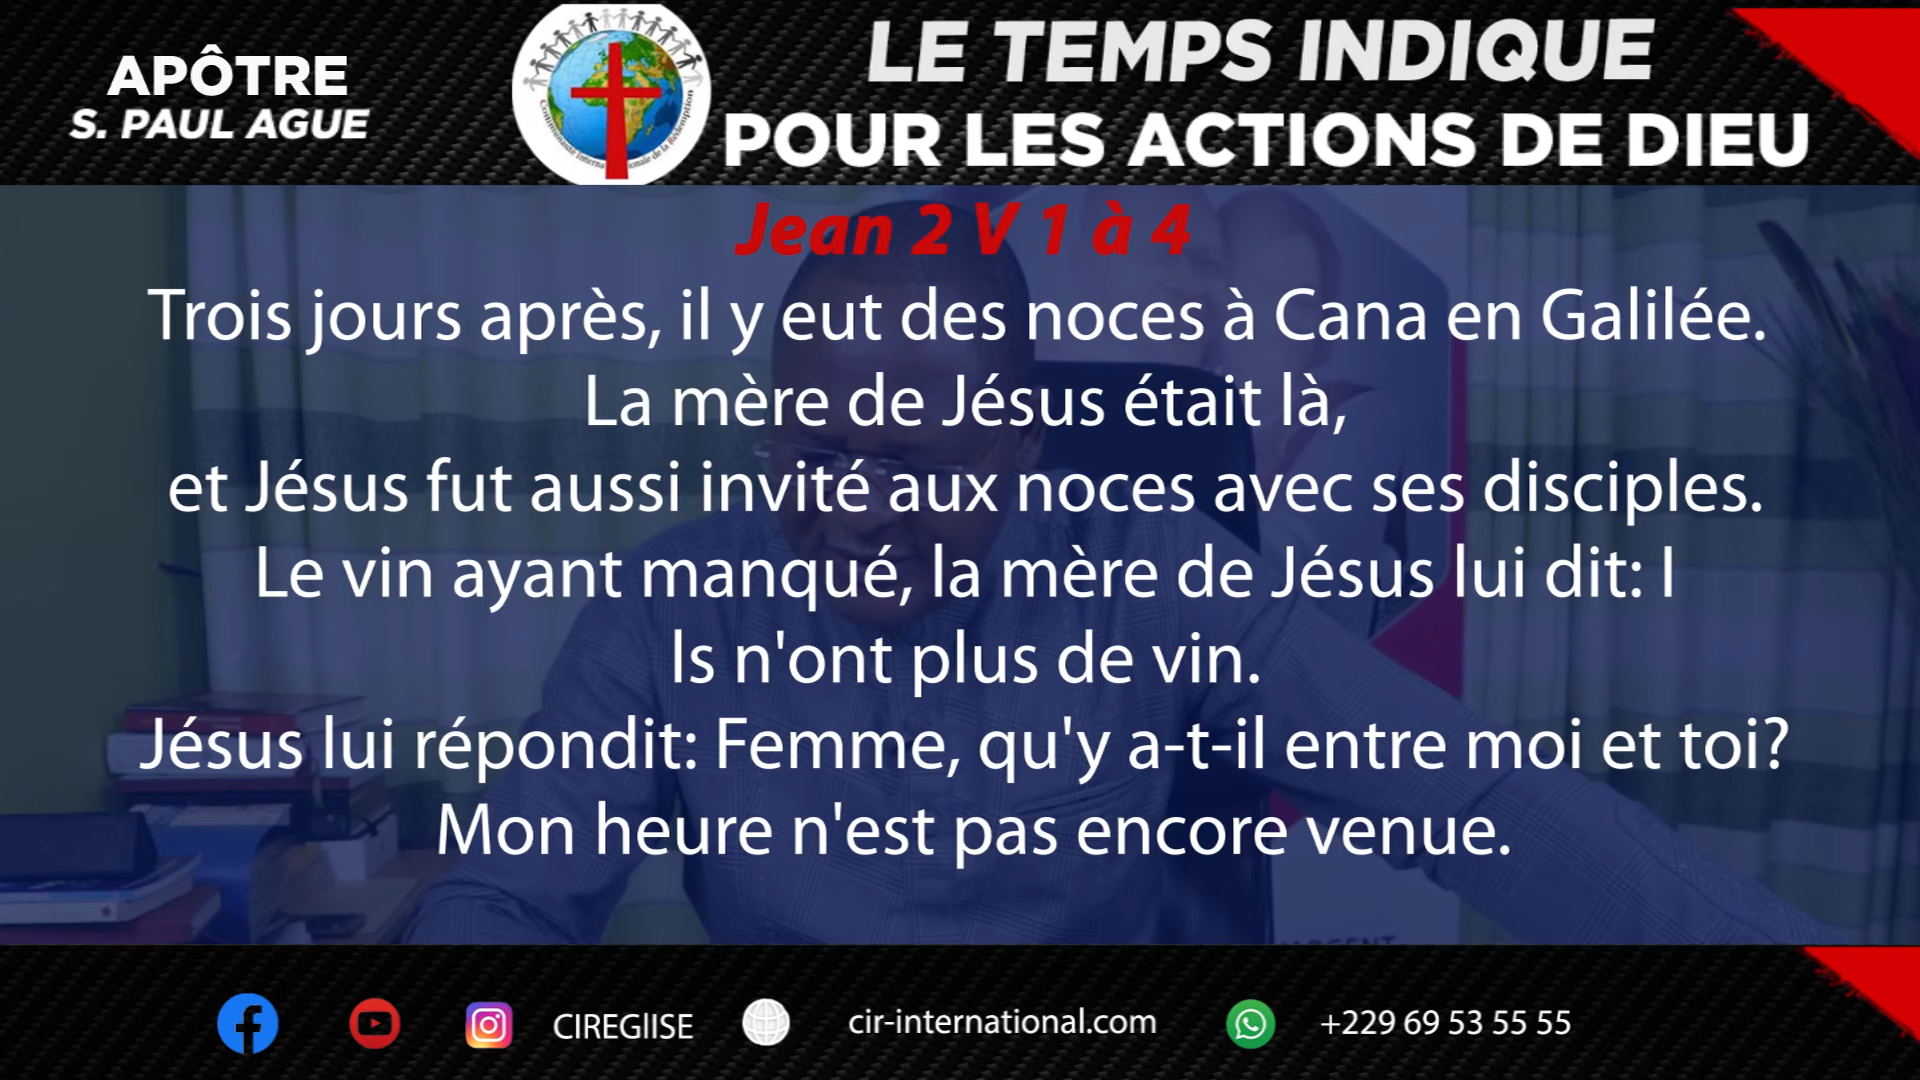 APÔTRE
S. PAUL AGUE
LE TEMPS INDIQUE
POUR LES ACTIONS DE DIEU
Jean 2 V 1 à 4
Trois jours après, il y eut des noces à Cana en Galilée.
La mère de Jésus était là,
et Jésus fut aussi invité aux noces avec ses disciples.
Le vin ayant manqué, la mère de Jésus lui dit: I
ls n'ont plus de vin.
Jésus lui répondit: Femme, qu'y a-t-il entre moi et toi?
Mon heure n'est pas encore venue.
CIREGIISE
cir-international.com
+229 69 53 55 55